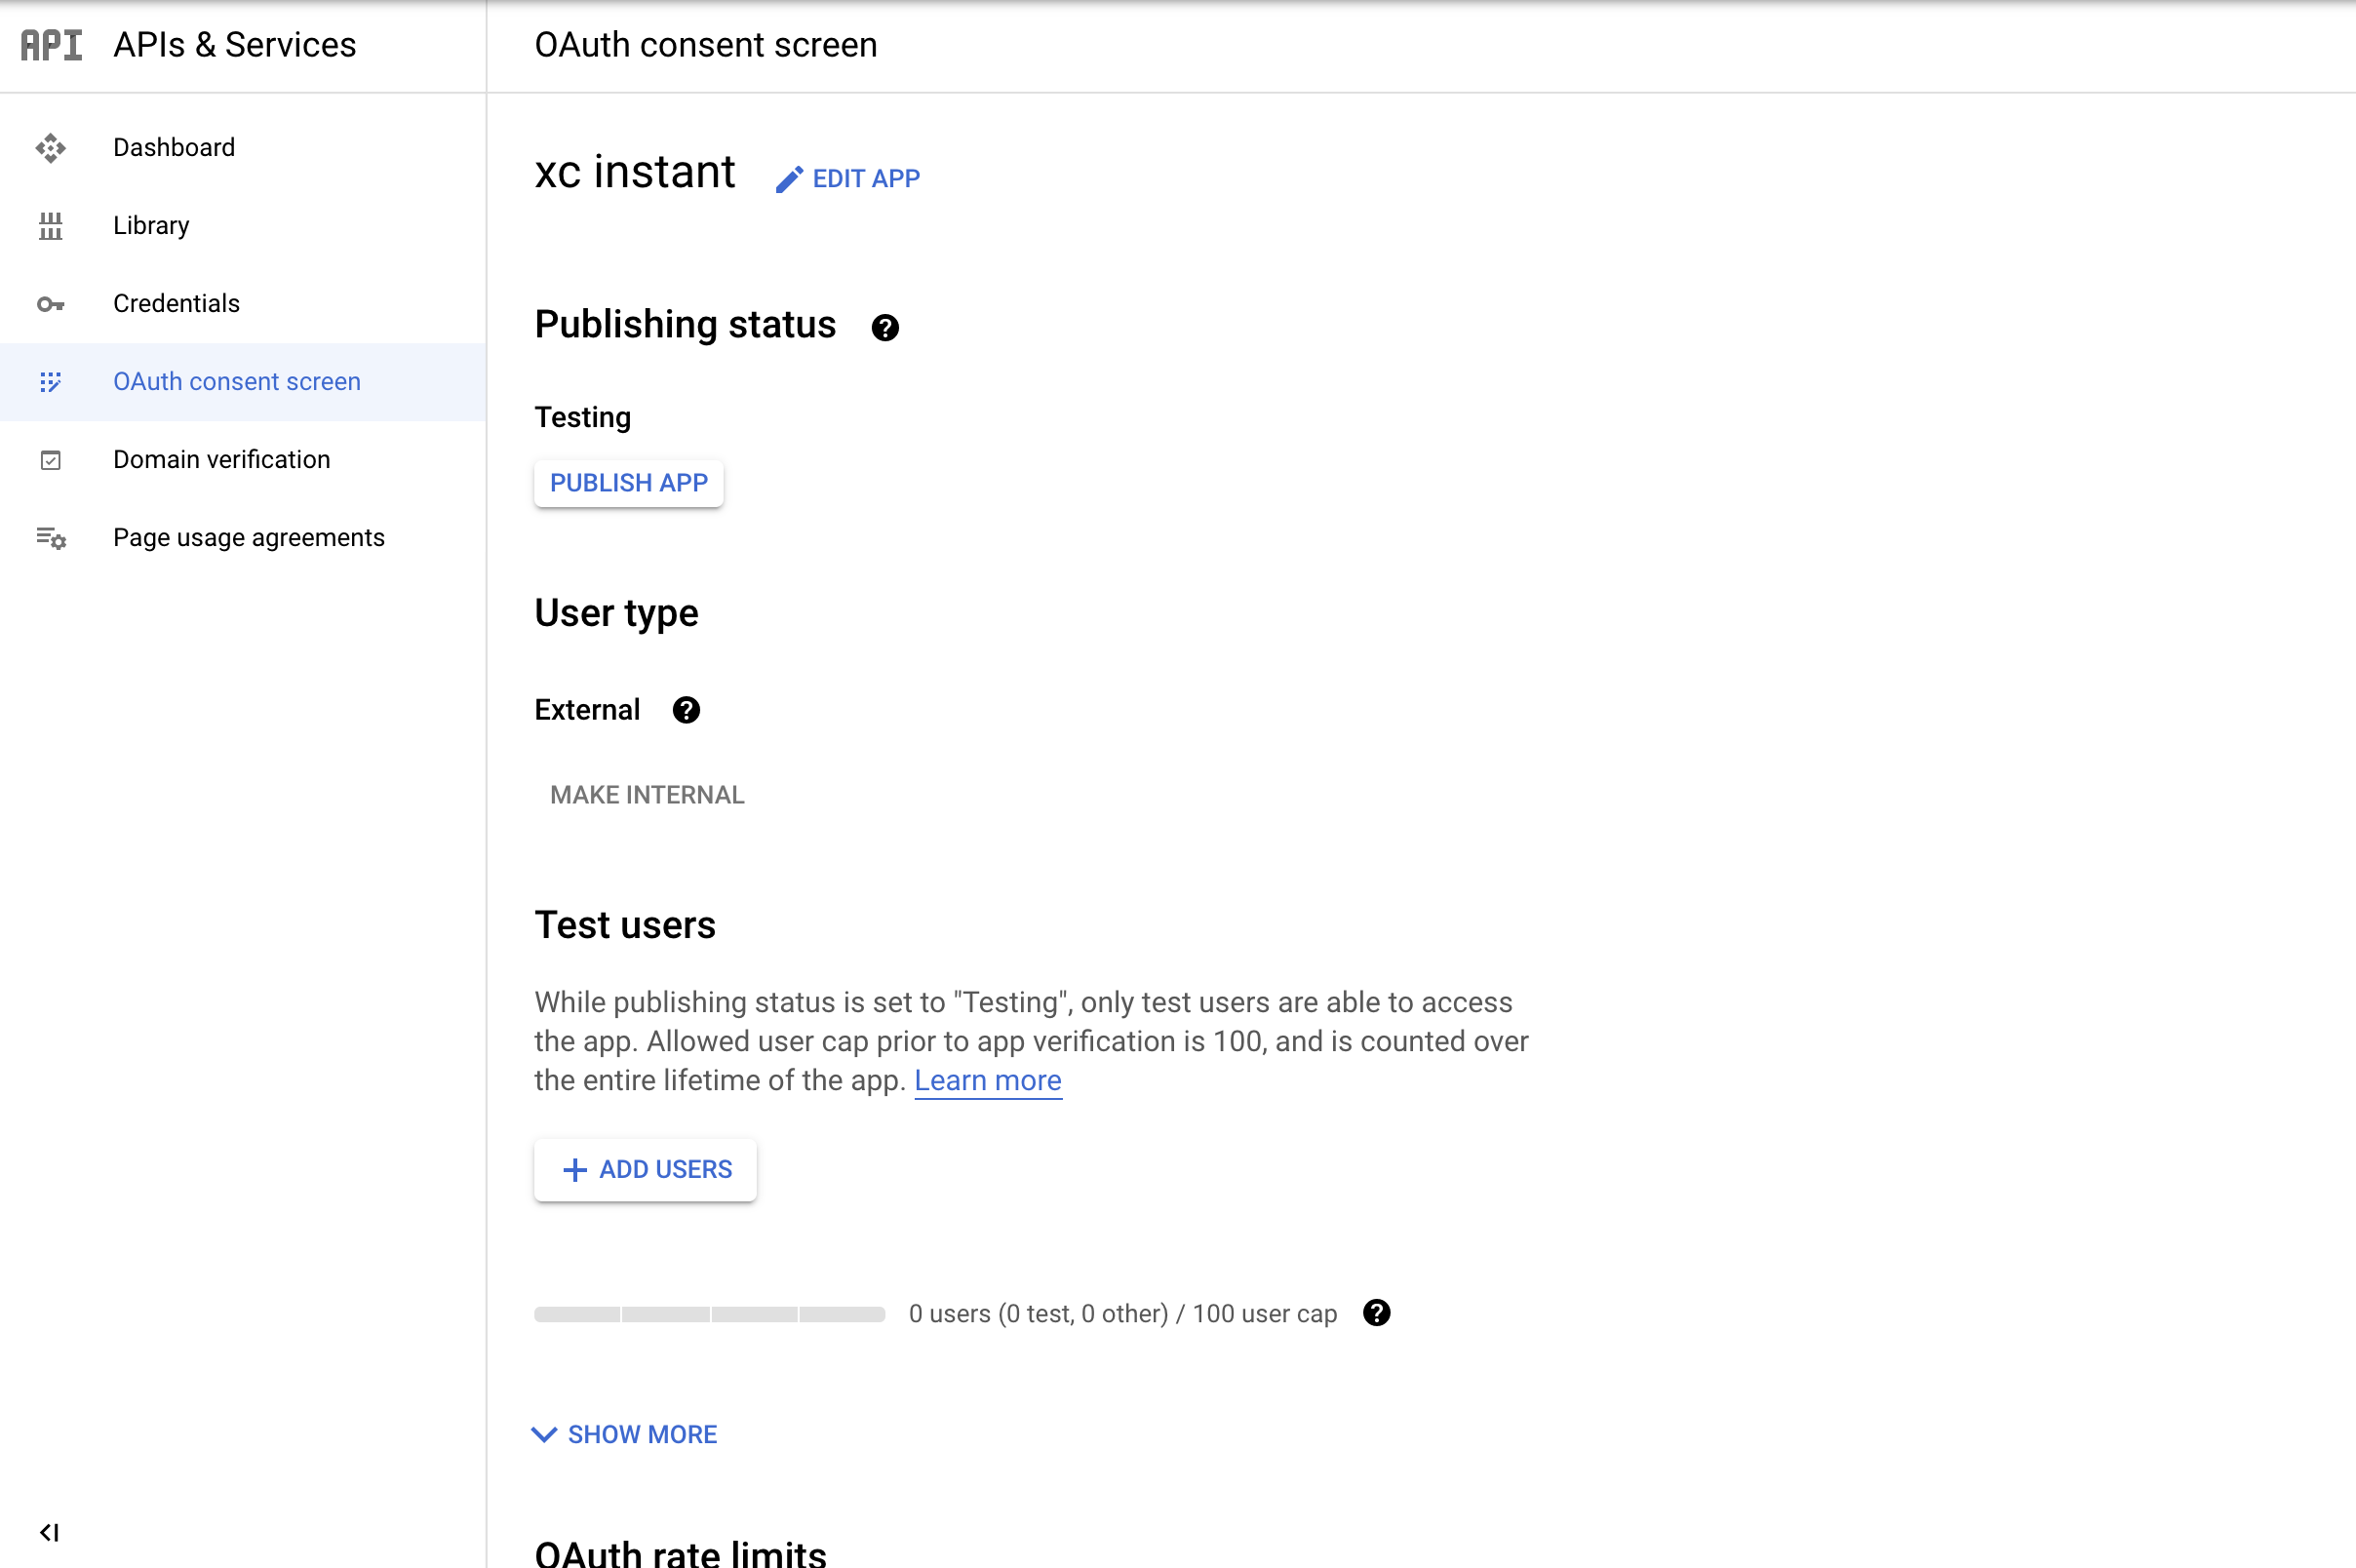 API APIs & Services
Dashboard
Library
Credentials
OAuth consent screen
Domain verification
Page usage agreements
OAuth consent screen
xc instant
EDIT APP
Publishing status
Testing
PUBLISH APP
User type
External
MAKE INTERNAL
Test users
While publishing status is set to "Testing", only test users are able to access
the app. Allowed user cap prior to app verification is 100, and is counted over
the entire lifetime of the app. Learn more
ADD USERS
0 users (0 test, 0 other) / 100 user cap
SHOW MORE
OAuth rate limits